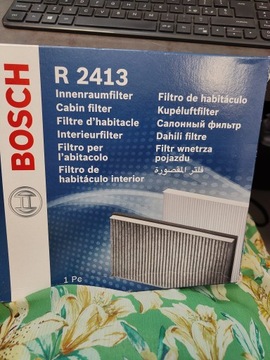 BOSCH
R 2413
Innenraumfilter
Cabin filter
Filtre d'habitacle
Interieurfilter
Filtro per
l'abitacolo
Filtro de
habitáculo interior
Filtro de habitáculo
Kupéluftfilter
Салонный фильтр
Dahili filtre
Filtr wnętrza
pojazdu
فلتر المقصورة
1 Pc